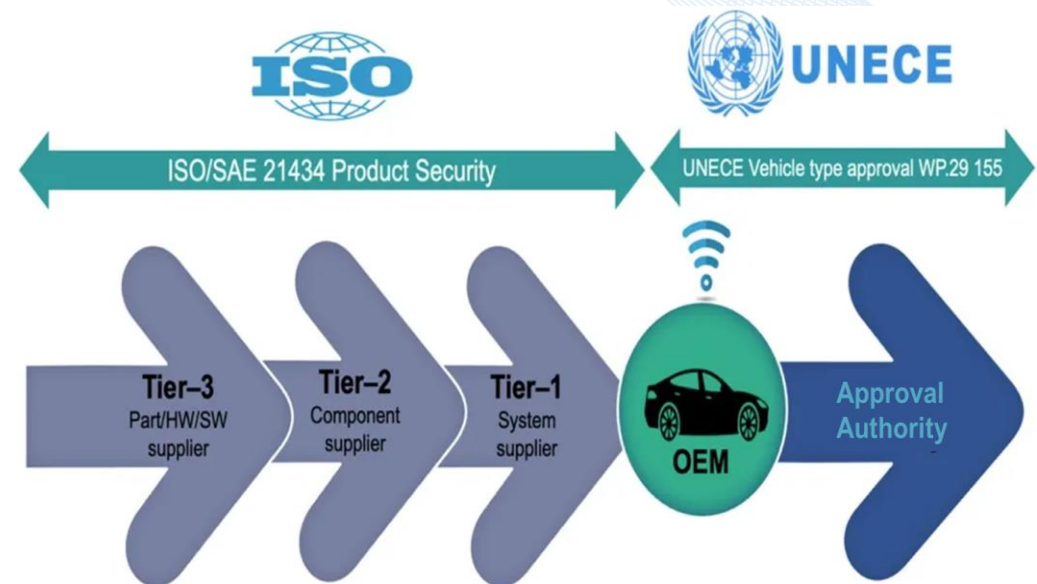 ISO
UNECE
ISO/SAE 21434 Product Security
UNECE Vehicle type approval WP.29 155
Tier–3
Part/HW/SW
supplier
Tier–2
Component
supplier
Tier–1
System
supplier
OEM
Approval
Authority